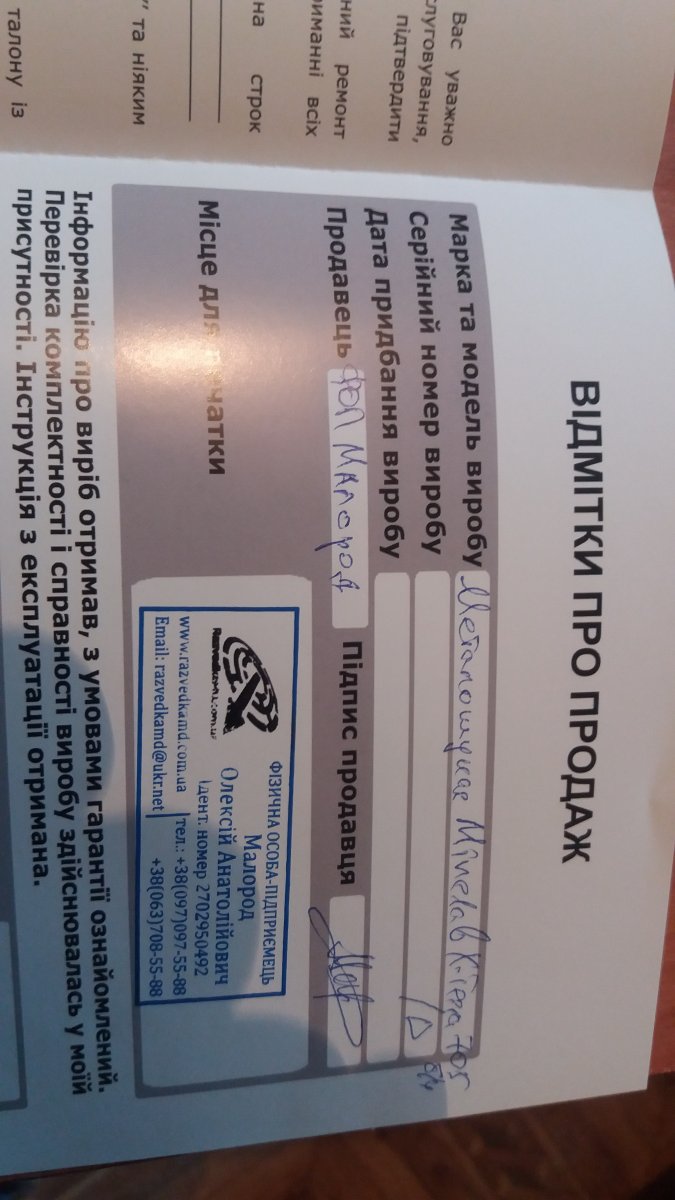 Вас уважно
слуговування,
підтвердити
ний ремонт
риманні всіх
на строк
та ніяким
талону із
ВІДМІТКИ ПРО ПРОДАЖ
Марка та модель виробу Металошукач Minelab X-Terra 705
Серійний номер виробу
Дата придбання виробу
Продавець ФОП Малород Підпис продавця
Місце для печатки
ФІЗИЧНА ОСОБА-ПІДПРИЄМЕЦЬ
Малород
Олексій Анатолійович
Ідент. номер 2702950492
www.razvedkamd.com.ua тел.: +38(097)097-55-88
Email: razvedkamd@ukr.net +38(063)708-55-88
Інформацію про виріб отримав, з умовами гарантії ознайомлений.
Перевірка комплектності і справності виробу здійснювалась у моїй
присутності. Інструкція з експлуатації отримана.